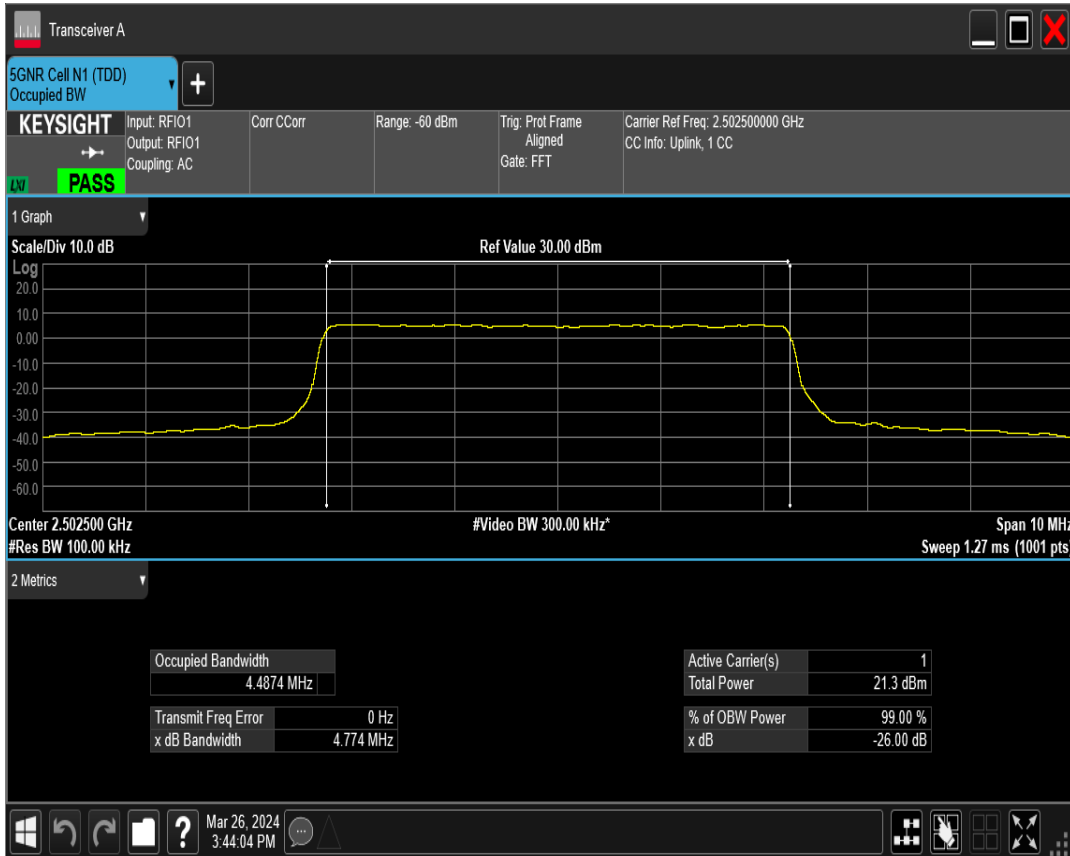 Transceiver A
5GNR Cell N1 (TDD)
Occupied BW
+
KEYSIGHT
LXI
PASS
Input: RFIO1
Output: RFIO1
Coupling: AC
Corr CCorr
Range: -60 dBm
Trig: Prot Frame
Aligned
Gate: FFT
Carrier Ref Freq: 2.502500000 GHz
CC Info: Uplink, 1 CC
1 Graph
Scale/Div 10.0 dB
Ref Value 30.00 dBm
Log
20.0
10.0
0.00
-10.0
-20.0
-30.0
-40.0
-50.0
-60.0
Center 2.502500 GHz
#Video BW 300.00 kHz*
Span 10 MHz
#Res BW 100.00 kHz
Sweep 1.27 ms (1001 pts)
2 Metrics
Occupied Bandwidth
4.4874 MHz
Transmit Freq Error 0 Hz
x dB Bandwidth 4.774 MHz
Active Carrier(s) 1
Total Power 21.3 dBm
% of OBW Power 99.00 %
x dB -26.00 dB
?
Mar 26, 2024
3:44:04 PM